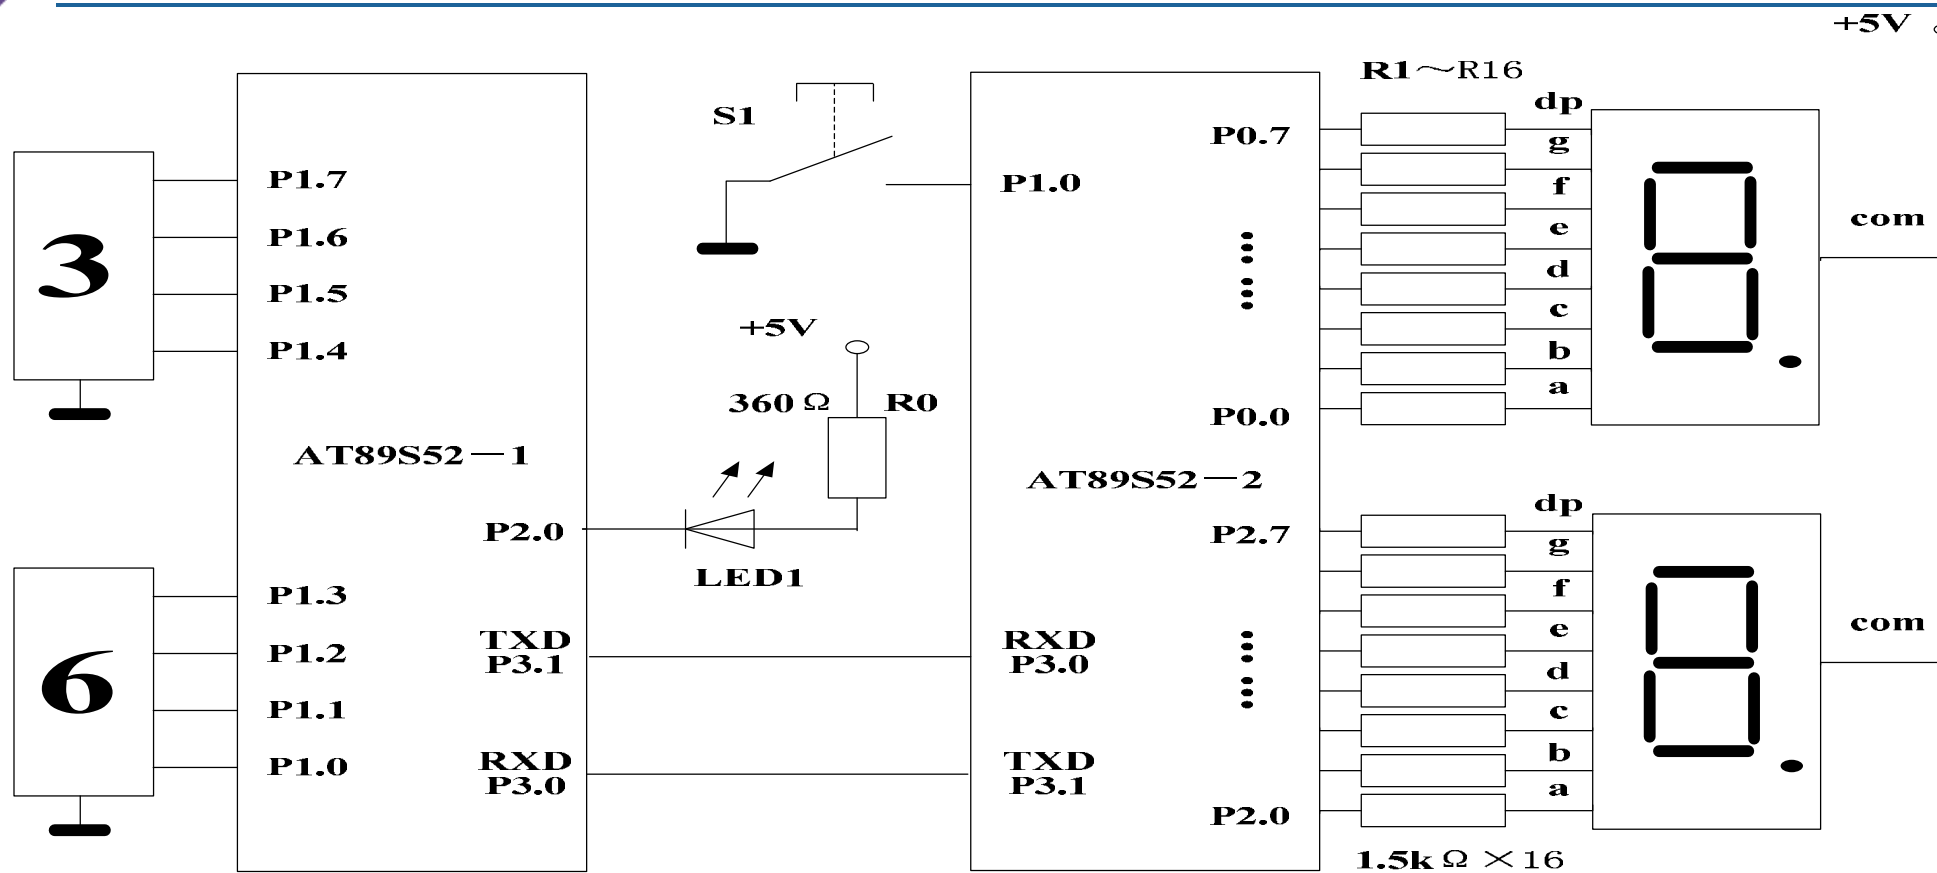 +5V
R1～R16
S1
3
P1.7
P1.6
P1.5
P1.4
AT89S52－1
P2.0
6
P1.3
P1.2
P1.1
P1.0
TXD
P3.1
RXD
P3.0
+5V
360 Ω R0
LED1
P1.0
P0.7
P0.0
AT89S52－2
P2.7
RXD
P3.0
TXD
P3.1
P2.0
dp
g
f
e
d
c
b
a
com
dp
g
f
e
d
c
b
a
com
1.5k Ω ×16